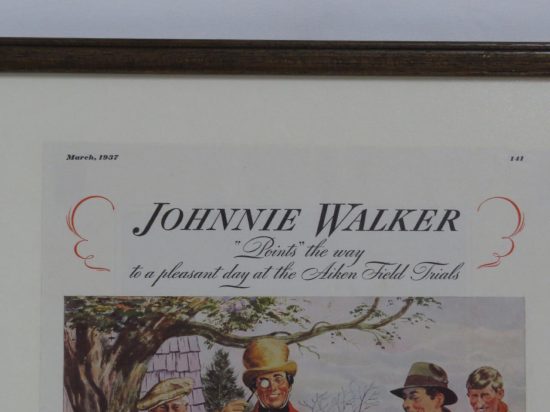 March, 1937
141
JOHNNIE WALKER
"Points" the way
to a pleasant day at the Aiken Field Trials